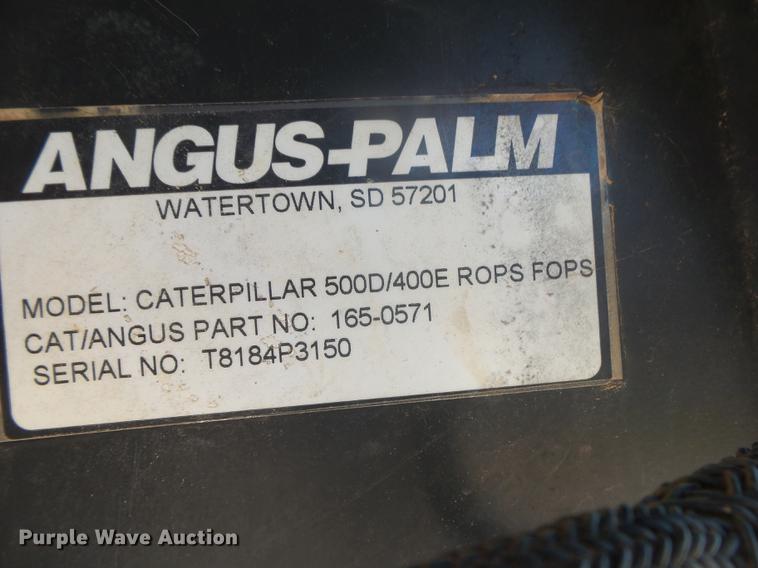 ANGUS-PALM
WATERTOWN, SD 57201
MODEL: CATERPILLAR 500D/400E ROPS FOPS
CAT/ANGUS PART NO: 165-0571
SERIAL NO: T8184P3150
Purple Wave Auction